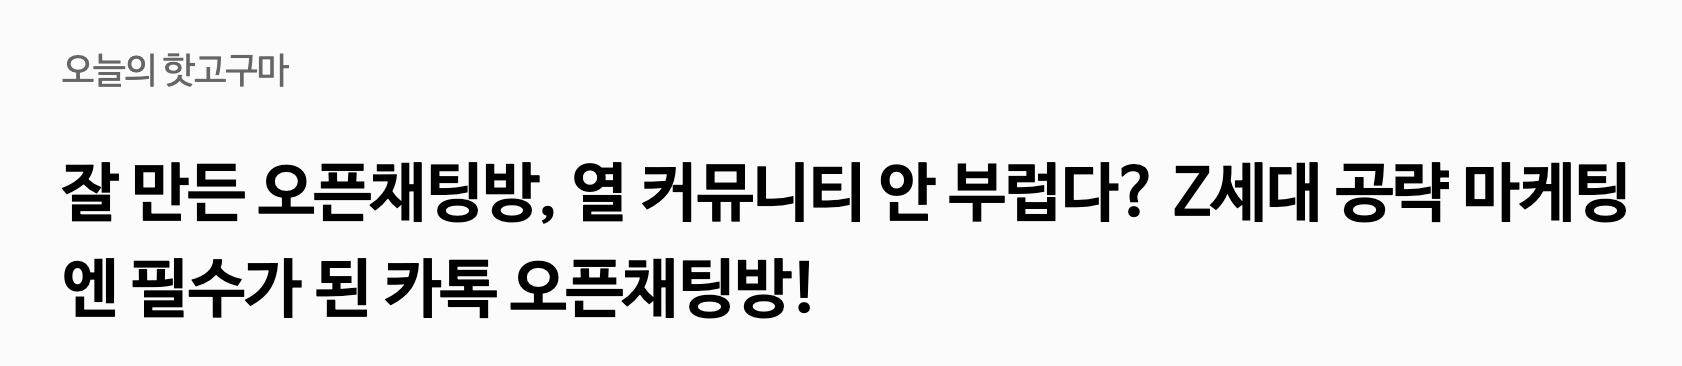 오늘의 핫고구마
잘 만든 오픈채팅방, 열 커뮤니티 안 부럽다? Z세대 공략 마케팅
엔 필수가 된 카톡 오픈채팅방!